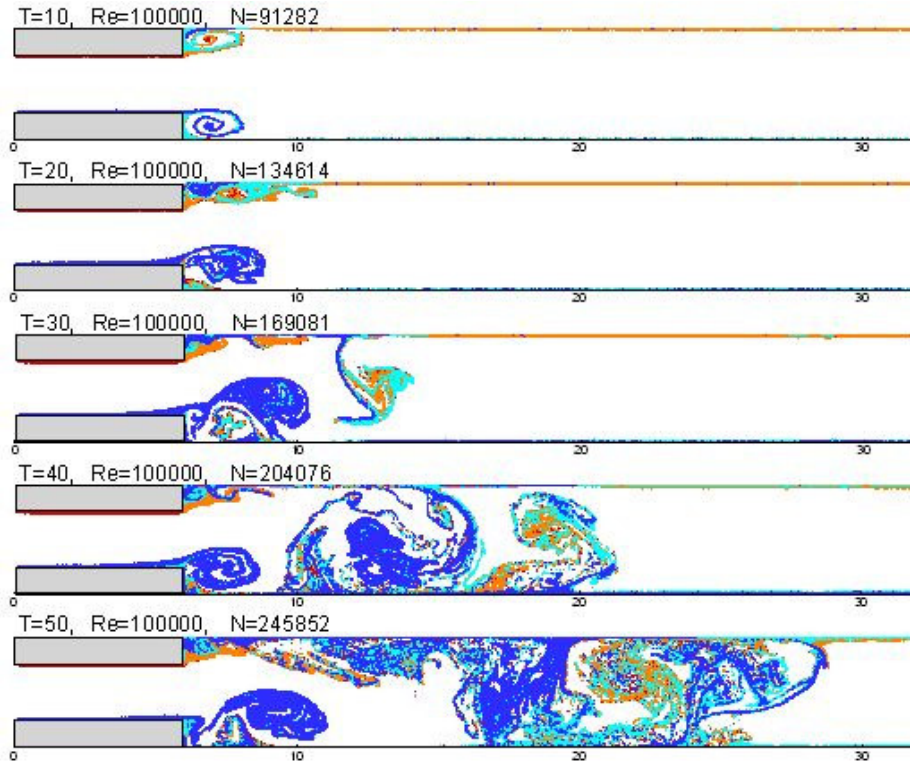 T=10, Re=100000, N=91282
0 10 20 30
T=20, Re=100000, N=134614
0 10 20 30
T=30, Re=100000, N=169081
0 10 20 30
T=40, Re=100000, N=204076
0 10 20 30
T=50, Re=100000, N=245852
0 10 20 30